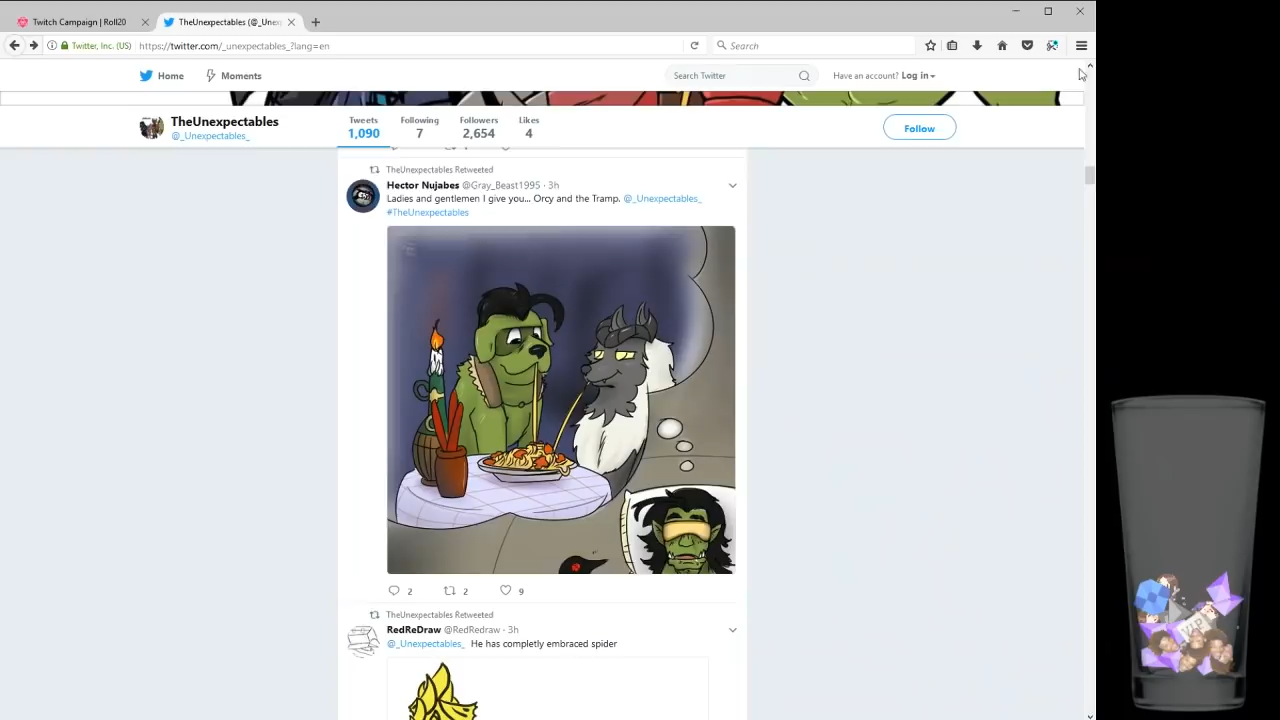 Twitch Campaign | Roll20
TheUnexpectables (@_Unex
Twitter, Inc. (US)
https://twitter.com/_unexpectables_?lang=en
Search
Home
Moments
Search Twitter
Have an account? Log in
TheUnexpectables
@_Unexpectables_
Tweets
1,090
Following
7
Followers
2,654
Likes
4
Follow
TheUnexpectables Retweeted
Hector Nujabes @Gray_Beast1995 · 3h
Ladies and gentlemen I give you... Orcy and the Tramp. @_Unexpectables_
#TheUnexpectables
2
2
9
TheUnexpectables Retweeted
RedReDraw @RedRedraw · 3h
@_Unexpectables_ He has completly embraced spider